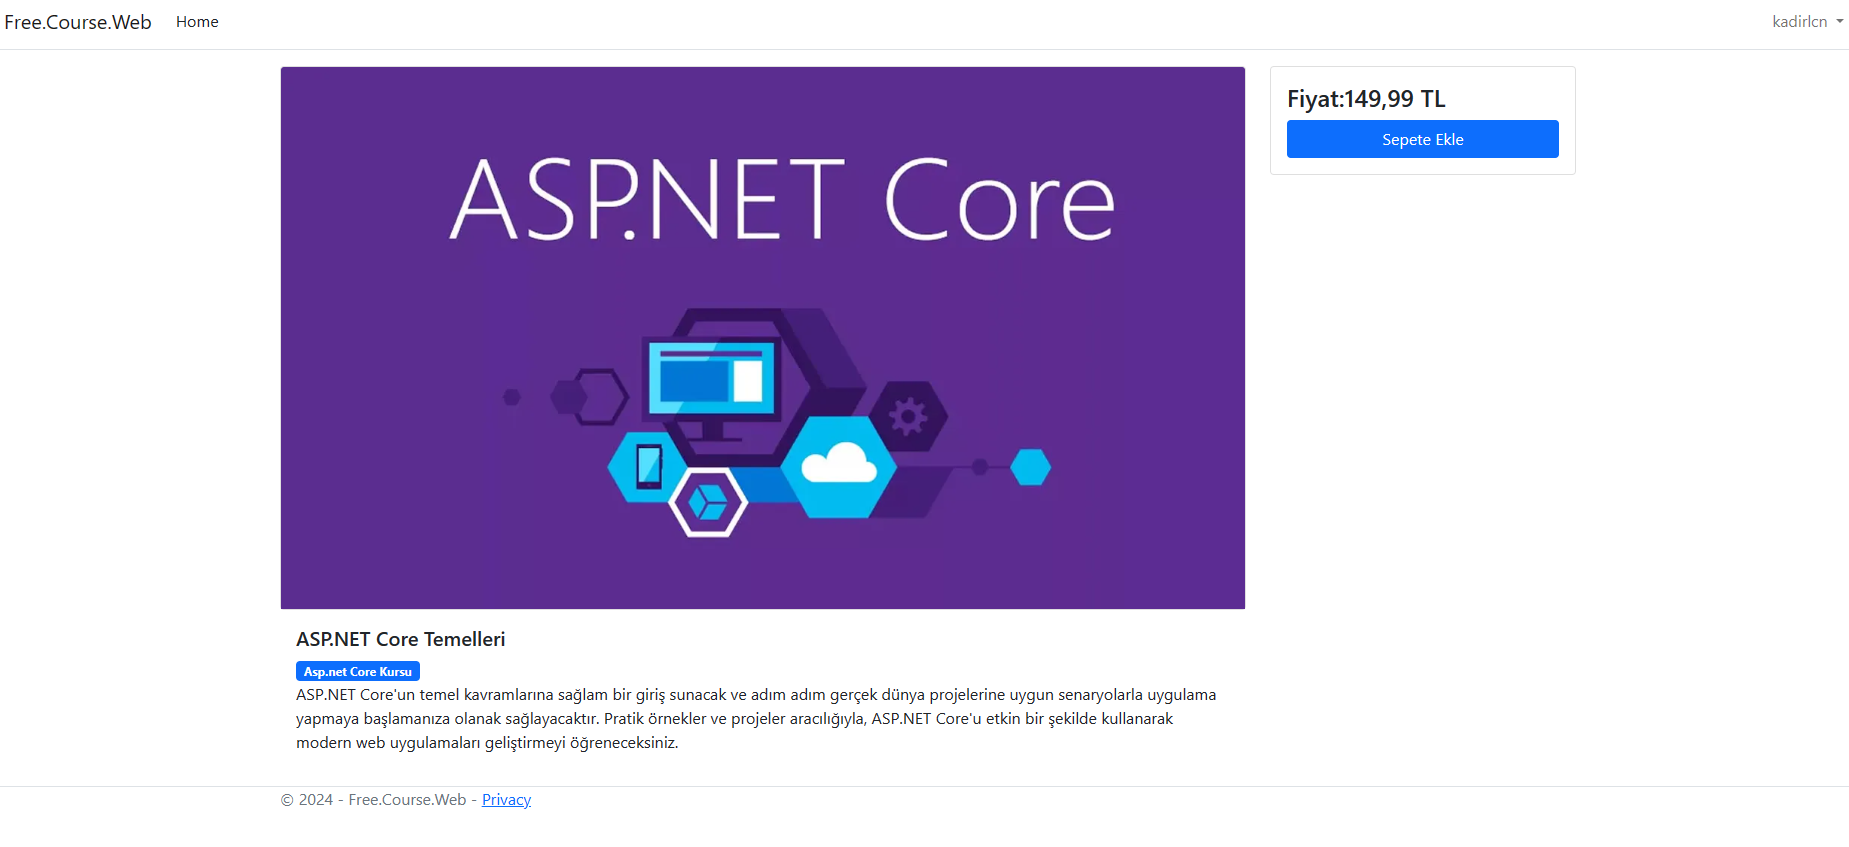 Free.Course.Web Home kadirlcn
ASP.NET Core
Fiyat:149,99 TL
Sepete Ekle
ASP.NET Core Temelleri
Asp.net Core Kursu
ASP.NET Core'un temel kavramlarına sağlam bir giriş sunacak ve adım adım gerçek dünya projelerine uygun senaryolarla uygulama
yapmaya başlamanıza olanak sağlayacaktır. Pratik örnekler ve projeler aracılığıyla, ASP.NET Core'u etkin bir şekilde kullanarak
modern web uygulamaları geliştirmeyi öğreneceksiniz.
© 2024 - Free.Course.Web - Privacy